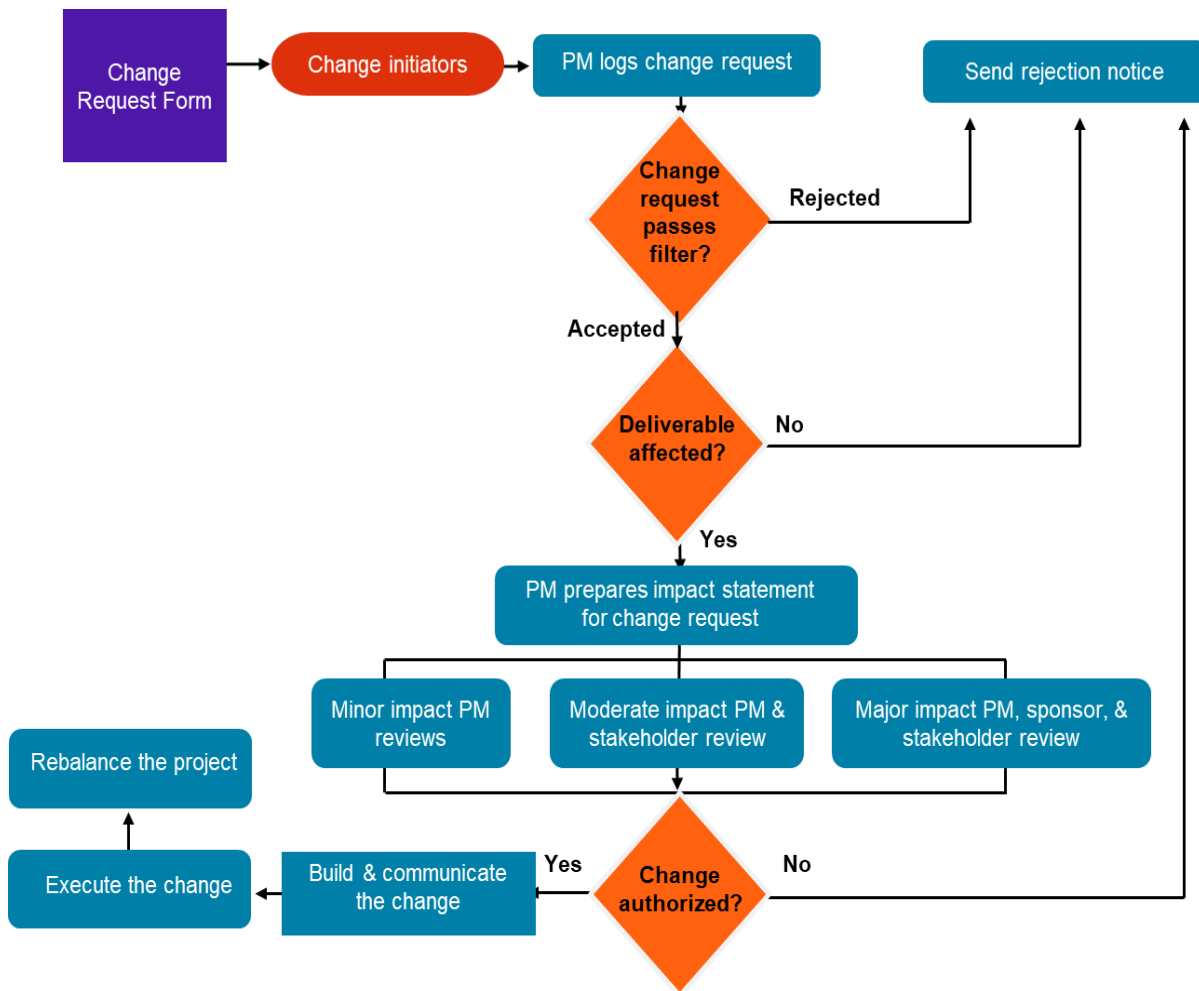 Change
Request Form
Change initiators
PM logs change request
Send rejection notice
Change
request
passes
filter?
Rejected
Accepted
Deliverable
affected?
No
Yes
PM prepares impact statement
for change request
Minor impact PM
reviews
Moderate impact PM &
stakeholder review
Major impact PM, sponsor, &
stakeholder review
Rebalance the project
Execute the change
Build & communicate
the change
Yes
Change
authorized?
No